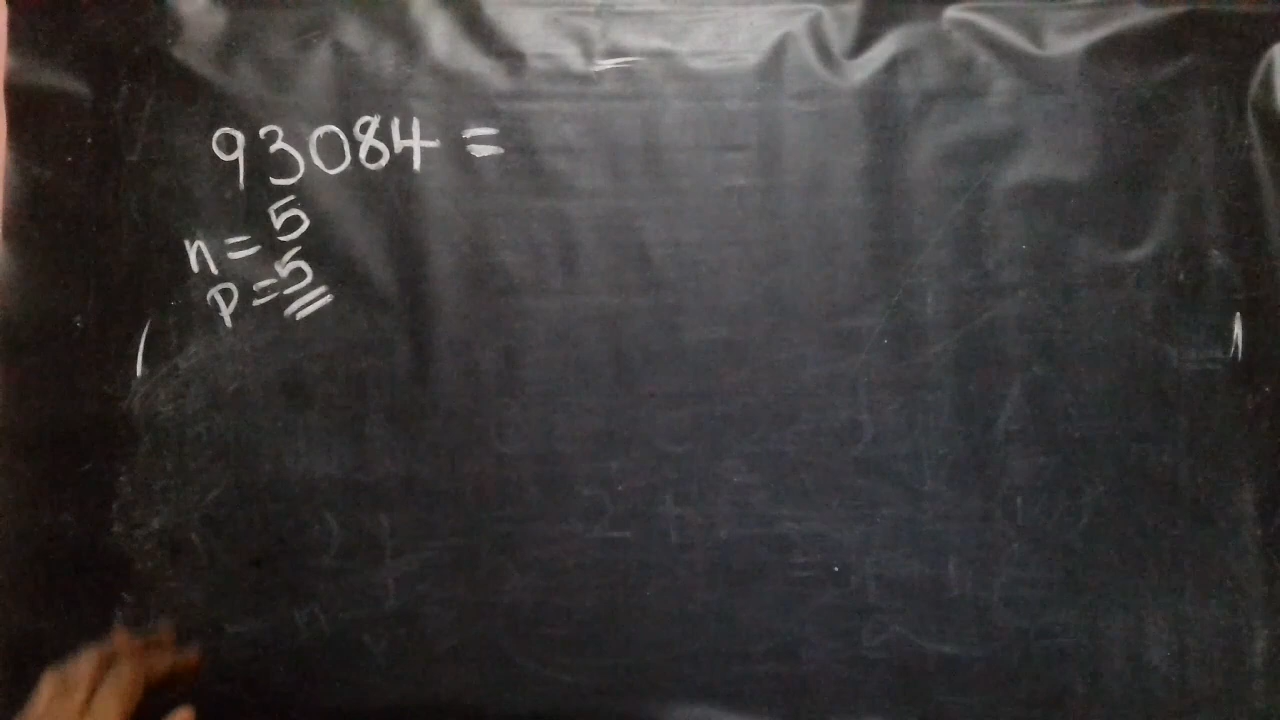 93084 =
n = 5
p = 5